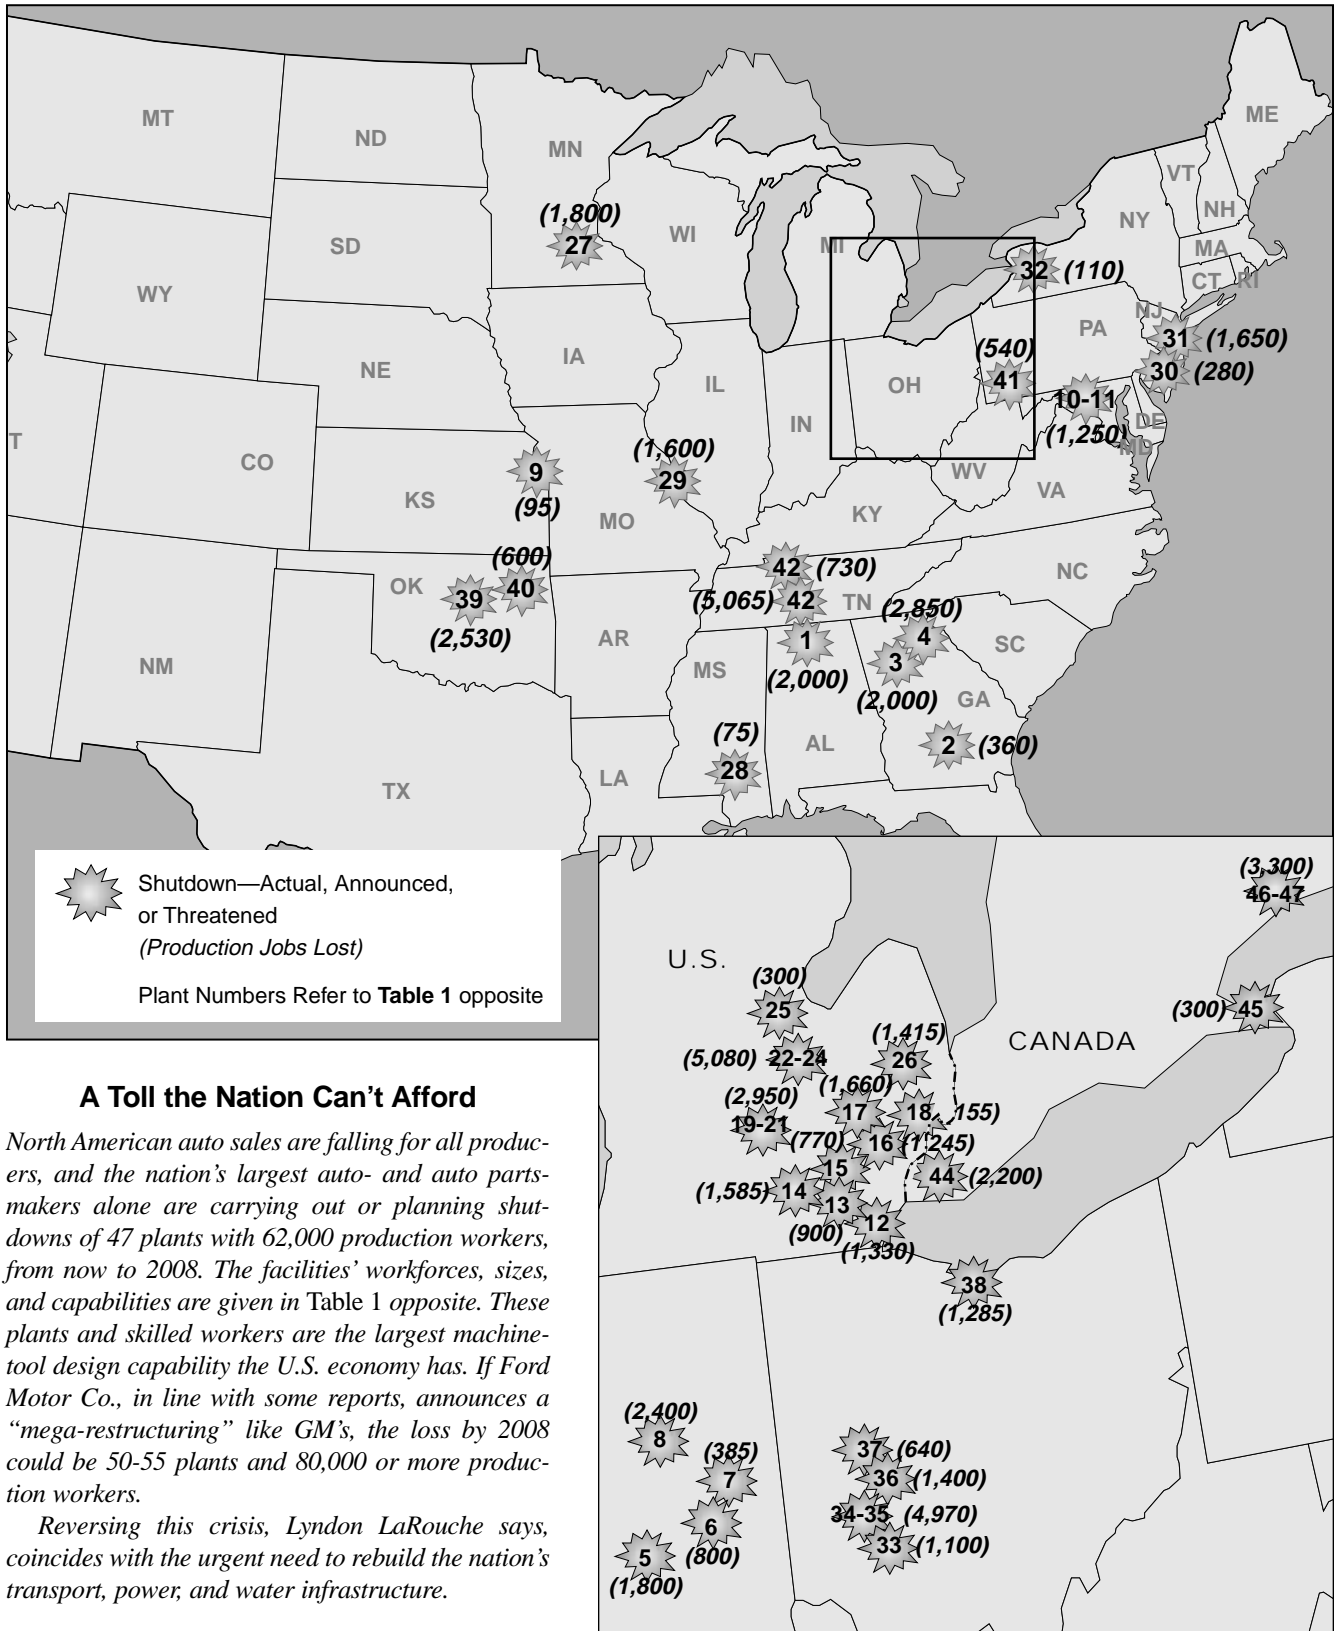 MT
ND
MN
ME
VT
NH
NY
MA
CT
RI
WI
MI
SD
WY
(1,800)
27
32 (110)
PA
NJ
31 (1,650)
30 (280)
(540)
41
10-11
(1,250)
DE
MD
IA
NE
IL
IN
OH
WV
VA
T
CO
KS
9
(95)
(1,600)
29
MO
KY
(600)
40
OK
39
(2,530)
42 (730)
(5,065) 42
TN
NC
(2,850)
4
3
(2,000)
1
(2,000)
AR
SC
NM
MS
GA
2 (360)
(75)
28
AL
LA
TX
Shutdown—Actual, Announced,
or Threatened
(Production Jobs Lost)
Plant Numbers Refer to Table 1 opposite
(3,300)
46-47
U.S.
(300)
25
(300) 45
CANADA
(5,080) 22-24
(1,415)
26
(2,950)
19-21
(1,660)
17
18 155)
(770)
16 (1,245)
15
44 (2,200)
(1,585) 14
13
(900)
12
(1,330)
38
(1,285)
(2,400)
8
(385)
7
6
(800)
5
(1,800)
37 (640)
36 (1,400)
34-35 (4,970)
33 (1,100)
A Toll the Nation Can't Afford
North American auto sales are falling for all produc-
ers, and the nation's largest auto- and auto parts-
makers alone are carrying out or planning shut-
downs of 47 plants with 62,000 production workers,
from now to 2008. The facilities' workforces, sizes,
and capabilities are given in Table 1 opposite. These
plants and skilled workers are the largest machine-
tool design capability the U.S. economy has. If Ford
Motor Co., in line with some reports, announces a
“mega-restructuring” like GM's, the loss by 2008
could be 50-55 plants and 80,000 or more produc-
tion workers.
Reversing this crisis, Lyndon LaRouche says,
coincides with the urgent need to rebuild the nation's
transport, power, and water infrastructure.